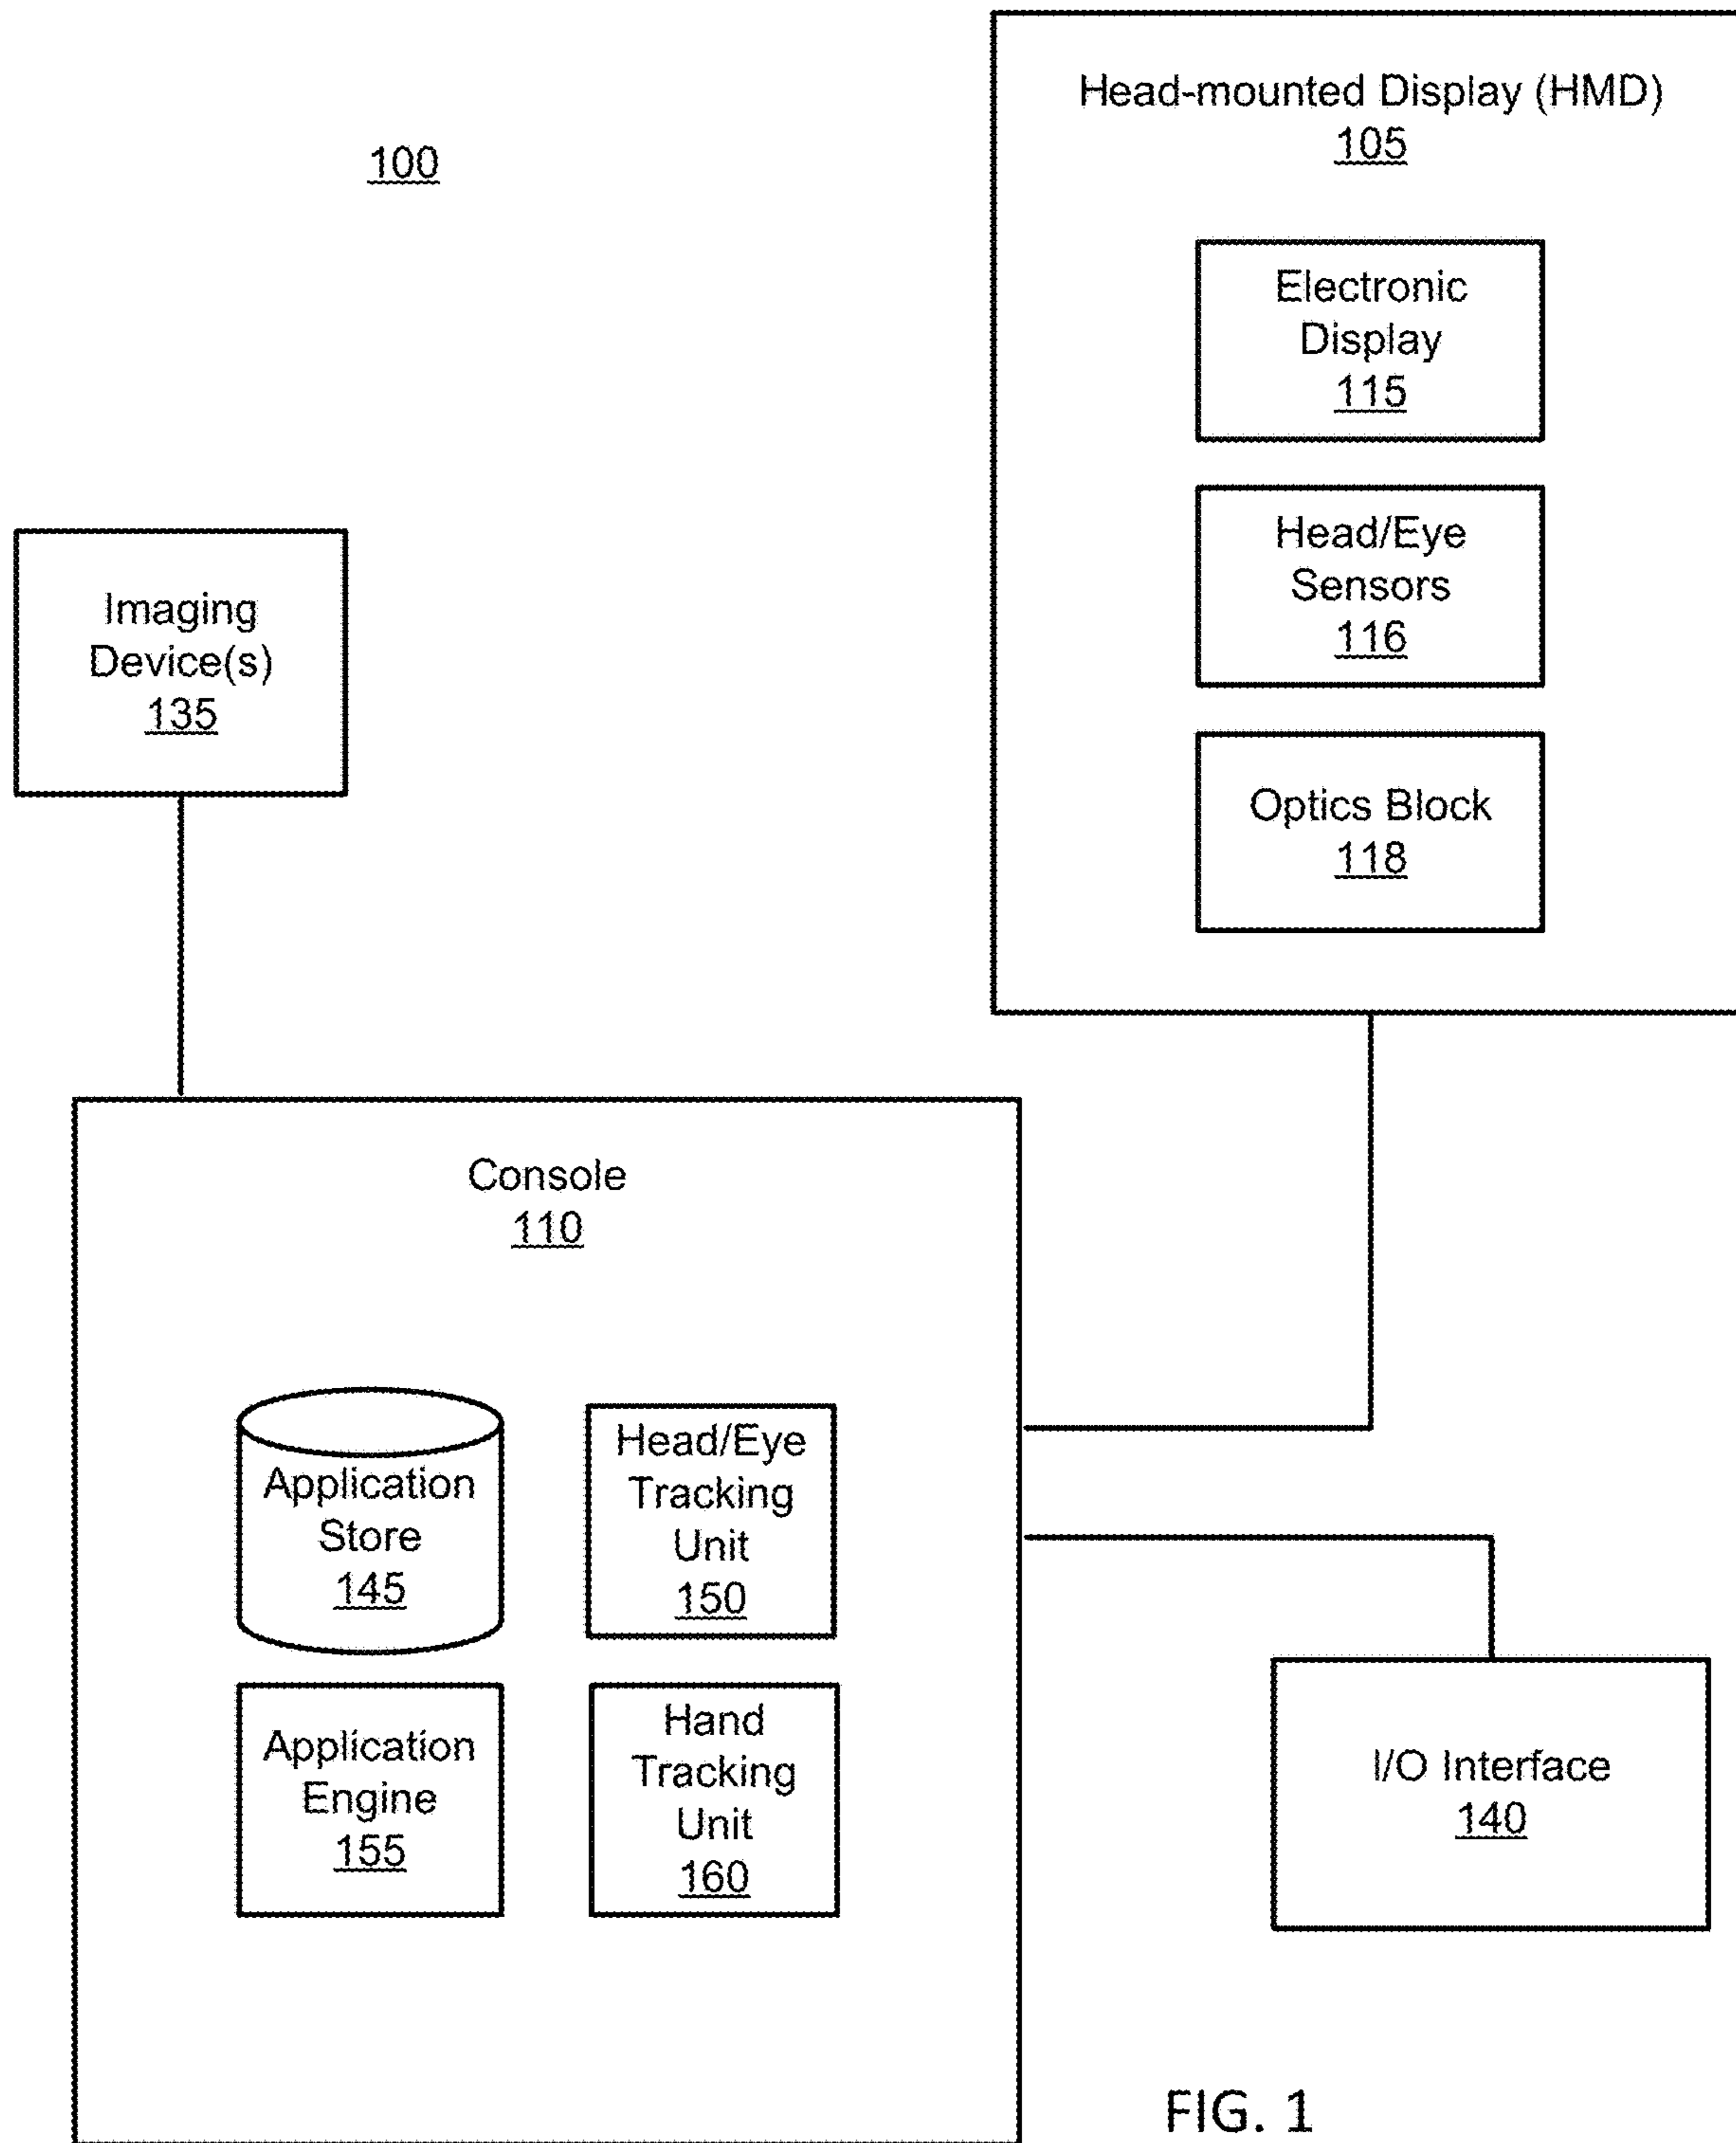 100
Head-mounted Display (HMD)
105
Electronic
Display
115
Head/Eye
Sensors
116
Optics Block
118
Imaging
Device(s)
135
Console
110
Application
Store
145
Head/Eye
Tracking
Unit
150
Application
Engine
155
Hand
Tracking
Unit
160
I/O Interface
140
FIG. 1